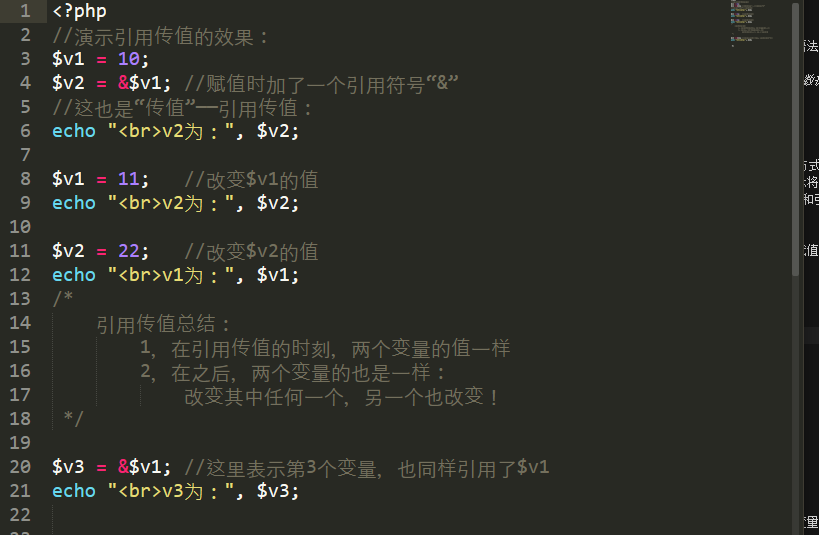 1 <?php
2 //演示引用传值的效果：
3 $v1 = 10;
4 $v2 = &$v1; //赋值时加了一个引用符号“&”
5 //这也是“传值”——引用传值：
6 echo "<br>v2为：", $v2;
7
8 $v1 = 11;   //改变$v1的值
9 echo "<br>v2为：", $v2;
10
11 $v2 = 22;   //改变$v2的值
12 echo "<br>v1为：", $v1;
13 /*
14     引用传值总结：
15         1，在引用传值的时刻，两个变量的值一样
16         2，在之后，两个变量的也是一样：
17             改变其中任何一个，另一个也改变！
18  */
19
20 $v3 = &$v1; //这里表示第3个变量，也同样引用了$v1
21 echo "<br>v3为：", $v3;
22